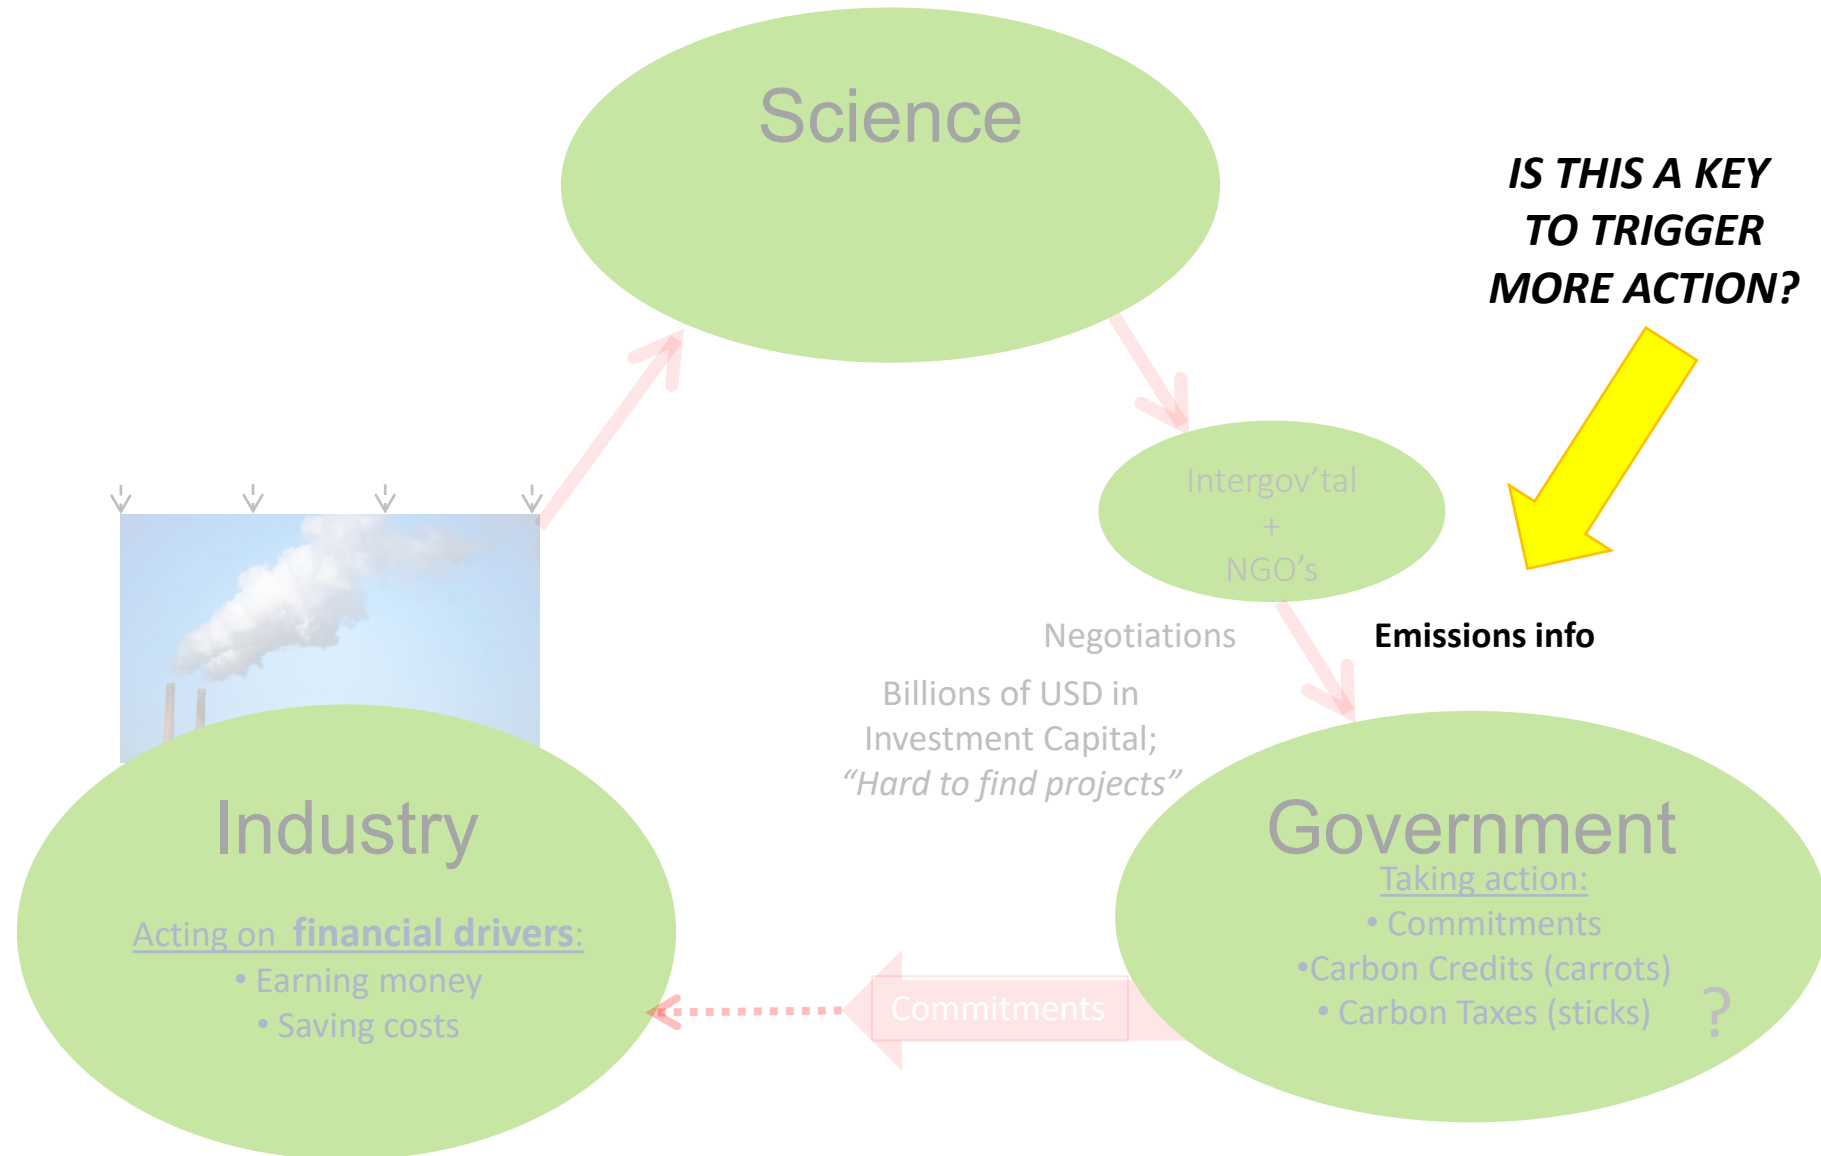 Science
IS THIS A KEY
TO TRIGGER
MORE ACTION?
Intergov'tal
+
NGO's
Negotiations
Emissions info
Billions of USD in
Investment Capital;
“Hard to find projects”
Industry
Acting on financial drivers:
• Earning money
• Saving costs
Government
Taking action:
• Commitments
•Carbon Credits (carrots)
• Carbon Taxes (sticks)
?
Commitments